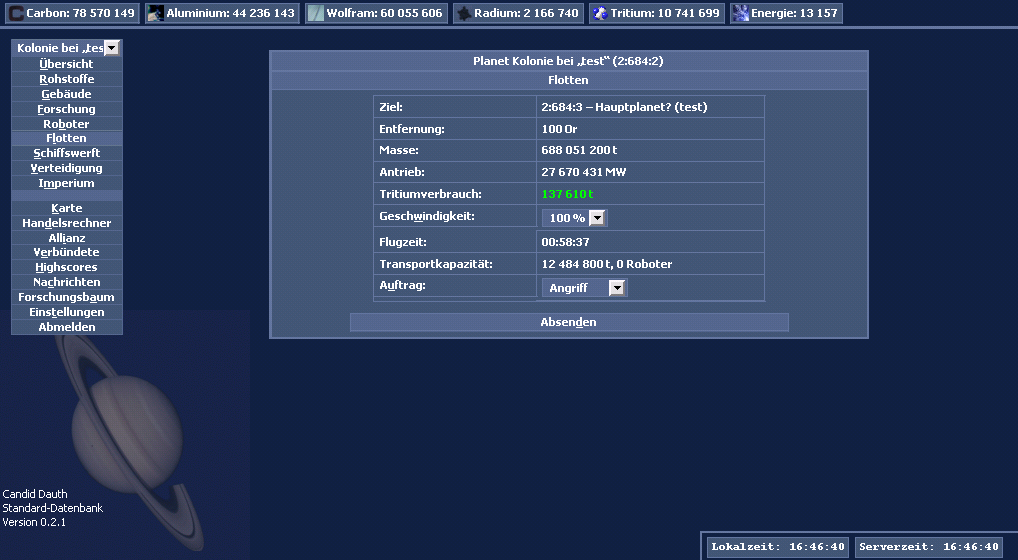 Carbon: 78 570 149 Aluminium: 44 236 143 Wolfram: 60 055 606 Radium: 2 166 740 Tritium: 10 741 699 Energie: 13 157
Kolonie bei „tes
Übersicht
Rohstoffe
Gebäude
Forschung
Roboter
Flotten
Schiffswerft
Verteidigung
Imperium
Karte
Handelsrechner
Allianz
Verbündete
Highscores
Nachrichten
Forschungsbaum
Einstellungen
Abmelden
Planet Kolonie bei „test“ (2:684:2)
Flotten
Ziel: 2:684:3 – Hauptplanet? (test)
Entfernung: 100 Or
Masse: 688 051 200 t
Antrieb: 27 670 431 MW
Tritiumverbrauch: 137 610 t
Geschwindigkeit: 100 %
Flugzeit: 00:58:37
Transportkapazität: 12 484 800 t, 0 Roboter
Auftrag: Angriff
Absenden
Candid Dauth
Standard-Datenbank
Version 0.2.1
Lokalzeit: 16:46:40 Serverzeit: 16:46:40